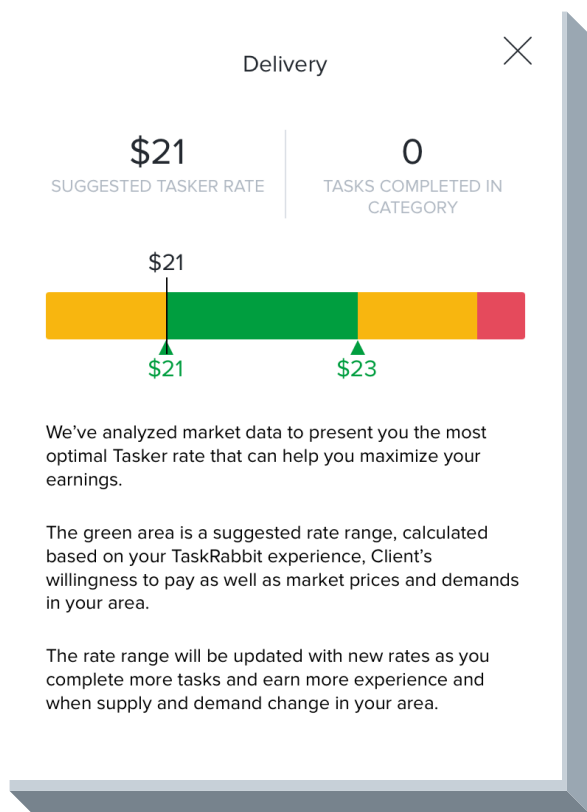 Delivery
$21
SUGGESTED TASKER RATE
0
TASKS COMPLETED IN
CATEGORY
$21
$21
$23
We’ve analyzed market data to present you the most
optimal Tasker rate that can help you maximize your
earnings.
The green area is a suggested rate range, calculated
based on your TaskRabbit experience, Client’s
willingness to pay as well as market prices and demands
in your area.
The rate range will be updated with new rates as you
complete more tasks and earn more experience and
when supply and demand change in your area.